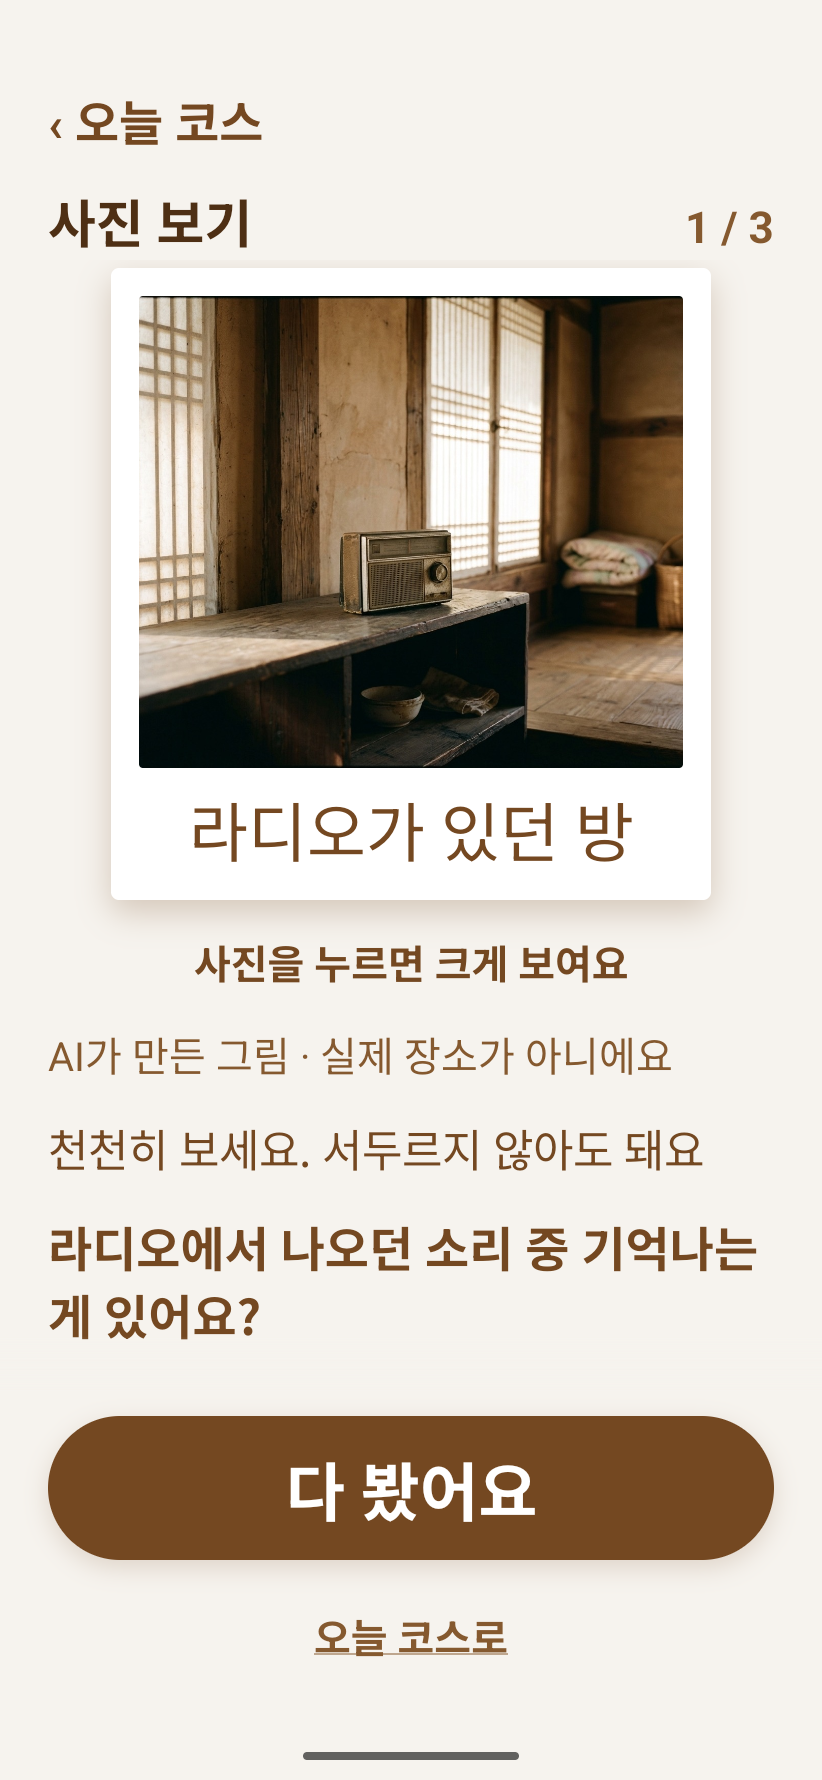 ‹ 오늘 코스
사진 보기
1 / 3
라디오가 있던 방
사진을 누르면 크게 보여요
AI가 만든 그림 · 실제 장소가 아니에요
천천히 보세요. 서두르지 않아도 돼요
라디오에서 나오던 소리 중 기억나는
게 있어요?
다 봤어요
오늘 코스로